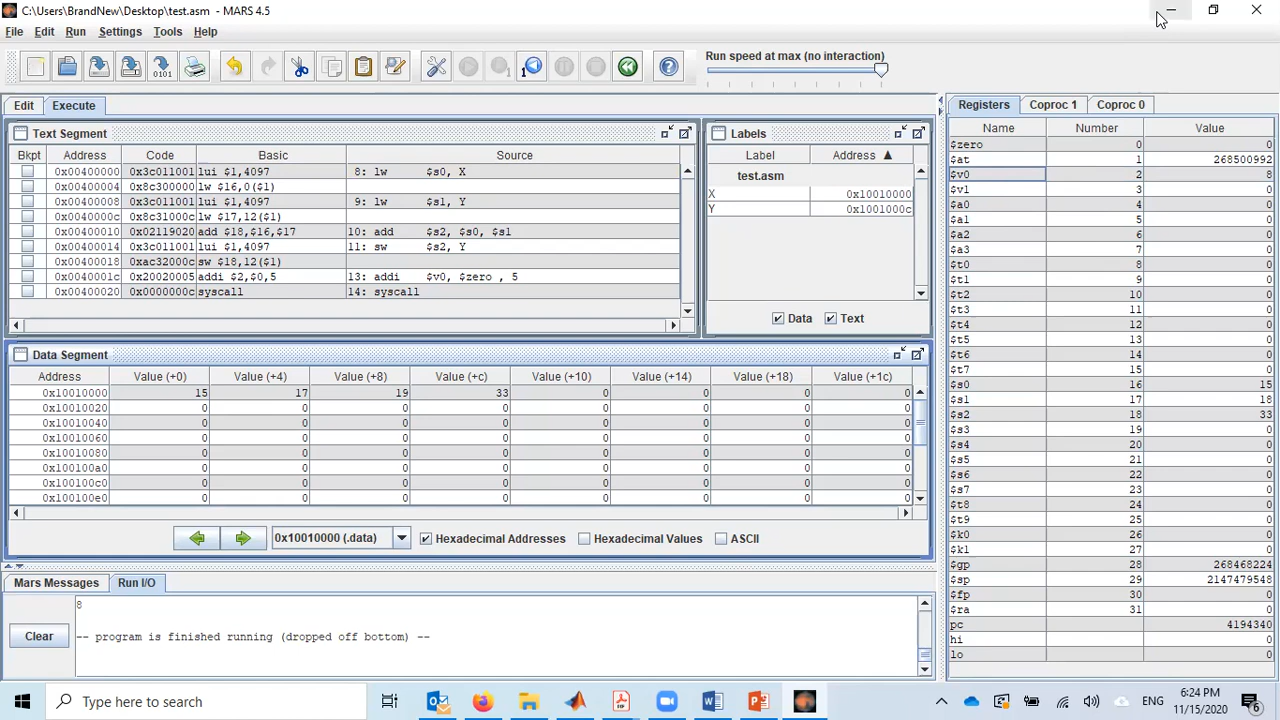 C:\Users\BrandNew\Desktop\test.asm - MARS 4.5
File Edit Run Settings Tools Help
Run speed at max (no interaction)
Edit Execute
Registers Coproc 1 Coproc 0
Text Segment
Bkpt Address Code Basic Source
0x00400000 0x3c011001 lui $1,4097 8: lw $s0, X
0x00400004 0x8c300000 lw $16,0($1)
0x00400008 0x3c011001 lui $1,4097 9: lw $s1, Y
0x0040000c 0x8c31000c lw $17,12($1)
0x00400010 0x02119020 add $18,$16,$17 10: add $s2, $s0, $s1
0x00400014 0x3c011001 lui $1,4097 11: sw $s2, Y
0x00400018 0xac32000c sw $18,12($1)
0x0040001c 0x20020005 addi $2,$0,5 13: addi $v0, $zero , 5
0x00400020 0x0000000c syscall 14: syscall
Labels
Label Address ▲
test.asm
X 0x10010000
Y 0x1001000c
Data Text
Data Segment
Address Value (+0) Value (+4) Value (+8) Value (+c) Value (+10) Value (+14) Value (+18) Value (+1c)
0x10010000 15 17 19 33 0 0 0 0
0x10010020 0 0 0 0 0 0 0 0
0x10010040 0 0 0 0 0 0 0 0
0x10010060 0 0 0 0 0 0 0 0
0x10010080 0 0 0 0 0 0 0 0
0x100100a0 0 0 0 0 0 0 0 0
0x100100c0 0 0 0 0 0 0 0 0
0x100100e0 0 0 0 0 0 0 0 0
0x10010000 (.data) Hexadecimal Addresses Hexadecimal Values ASCII
Mars Messages Run I/O
Clear
8
-- program is finished running (dropped off bottom) --
Name Number Value
$zero 0 0
$at 1 268500992
$v0 2 8
$v1 3 0
$a0 4 0
$a1 5 0
$a2 6 0
$a3 7 0
$t0 8 0
$t1 9 0
$t2 10 0
$t3 11 0
$t4 12 0
$t5 13 0
$t6 14 0
$t7 15 0
$s0 16 15
$s1 17 18
$s2 18 33
$s3 19 0
$s4 20 0
$s5 21 0
$s6 22 0
$s7 23 0
$t8 24 0
$t9 25 0
$k0 26 0
$k1 27 0
$gp 28 268468224
$sp 29 2147479548
$fp 30 0
$ra 31 0
pc 4194340
hi 0
lo 0
Type here to search
ENG
6:24 PM
11/15/2020
6